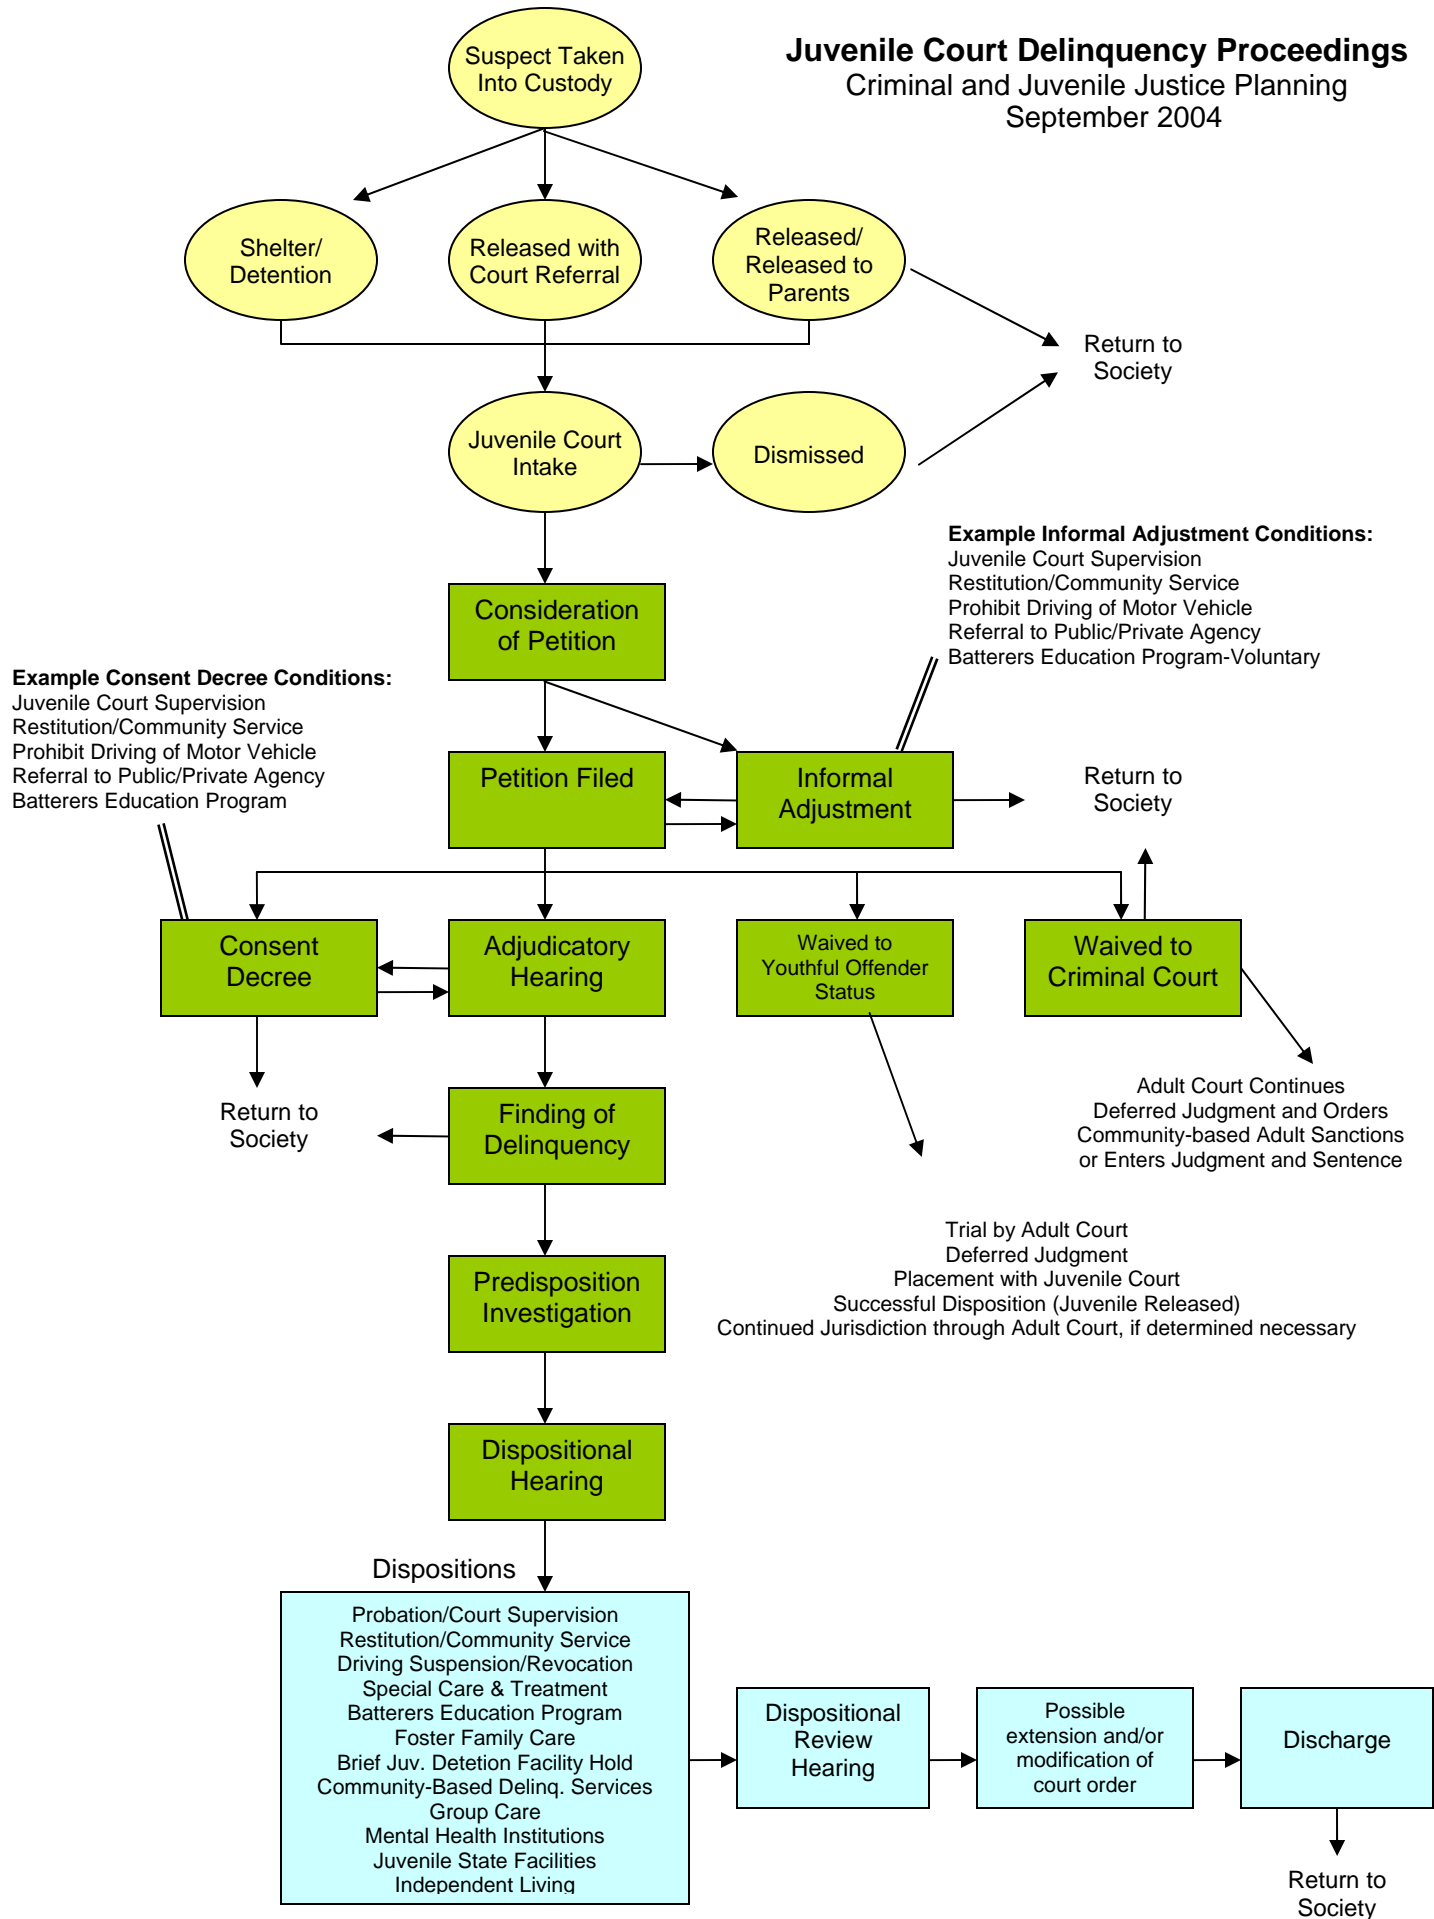 Juvenile Court Delinquency Proceedings
Criminal and Juvenile Justice Planning
September 2004
Suspect Taken
Into Custody
Shelter/
Detention
Released with
Court Referral
Released/
Released to
Parents
Return to
Society
Juvenile Court
Intake
Dismissed
Example Informal Adjustment Conditions:
Juvenile Court Supervision
Restitution/Community Service
Prohibit Driving of Motor Vehicle
Referral to Public/Private Agency
Batterers Education Program-Voluntary
Consideration
of Petition
Example Consent Decree Conditions:
Juvenile Court Supervision
Restitution/Community Service
Prohibit Driving of Motor Vehicle
Referral to Public/Private Agency
Batterers Education Program
Petition Filed
Informal
Adjustment
Return to
Society
Consent
Decree
Adjudicatory
Hearing
Waived to
Youthful Offender
Status
Waived to
Criminal Court
Return to
Society
Finding of
Delinquency
Adult Court Continues
Deferred Judgment and Orders
Community-based Adult Sanctions
or Enters Judgment and Sentence
Trial by Adult Court
Deferred Judgment
Placement with Juvenile Court
Successful Disposition (Juvenile Released)
Continued Jurisdiction through Adult Court, if determined necessary
Predisposition
Investigation
Dispositional
Hearing
Dispositions
Probation/Court Supervision
Restitution/Community Service
Driving Suspension/Revocation
Special Care & Treatment
Batterers Education Program
Foster Family Care
Brief Juv. Detetion Facility Hold
Community-Based Delinq. Services
Group Care
Mental Health Institutions
Juvenile State Facilities
Independent Living
Dispositional
Review
Hearing
Possible
extension and/or
modification of
court order
Discharge
Return to
Society